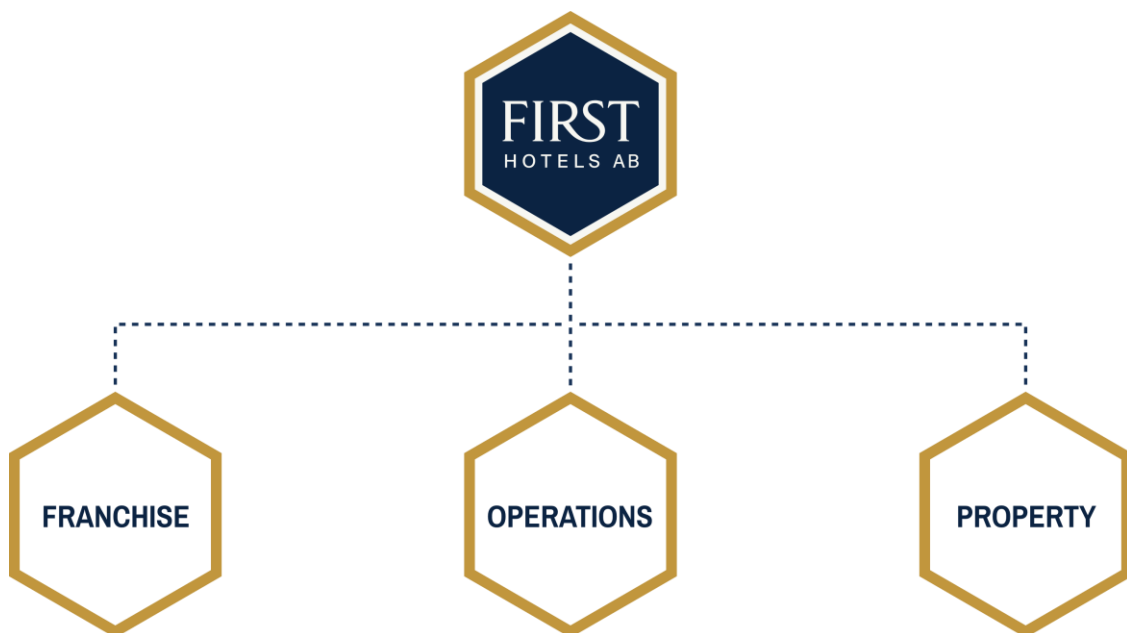 FIRST
HOTELS AB
FRANCHISE
OPERATIONS
PROPERTY